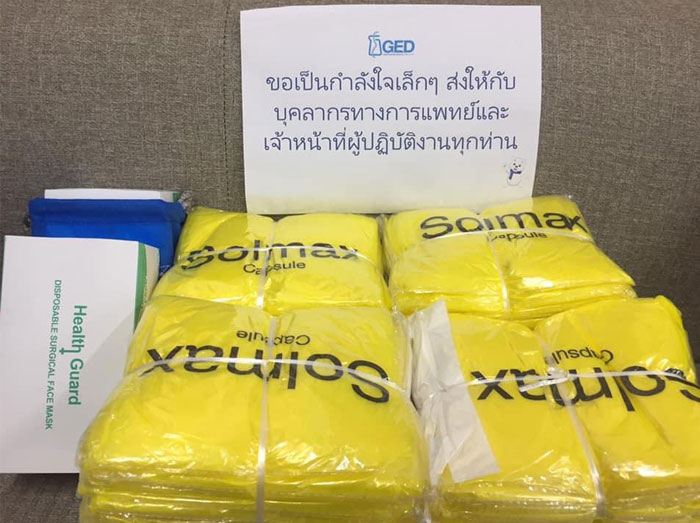 GED
ขอเป็นกำลังใจเล็กๆ ส่งให้กับ
บุคลากรทางการแพทย์และ
เจ้าหน้าที่ผู้ปฏิบัติงานทุกท่าน
Solmax
Capsule
Solmax
Capsule
Solmax
Capsule
Solmax
Capsule
Health Guard
DISPOSABLE SURGICAL FACE MASK